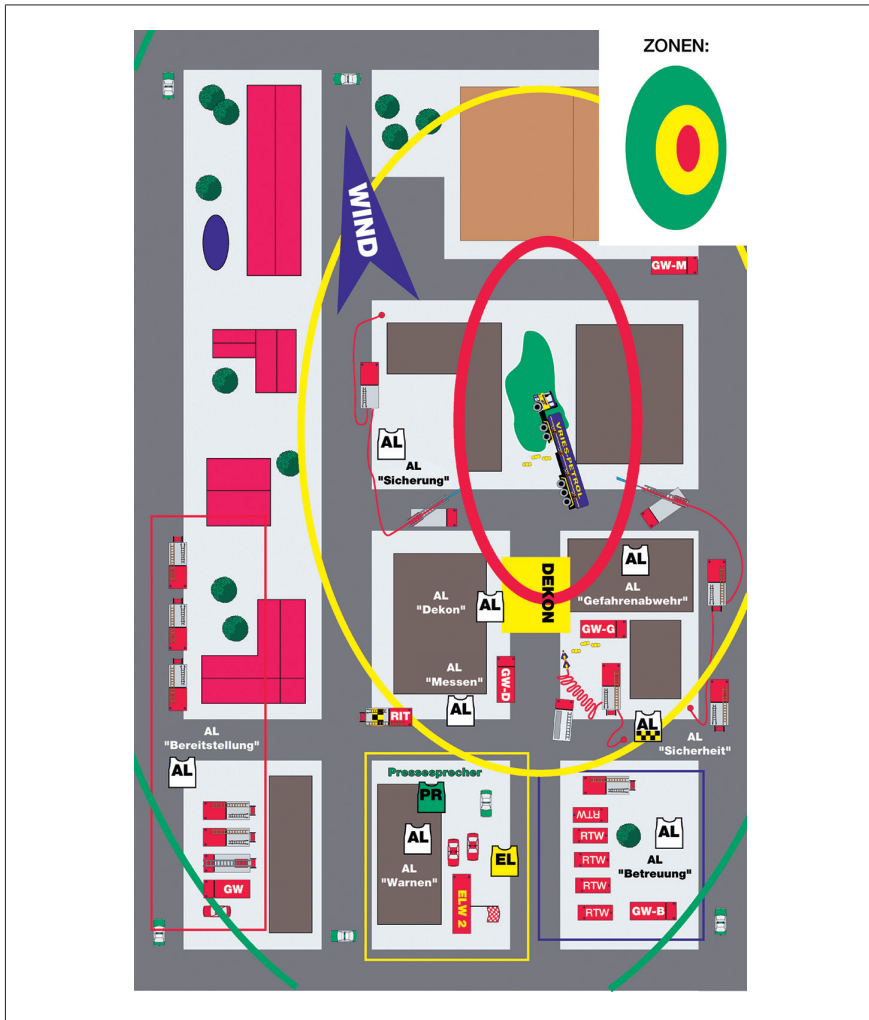 ZONEN:
WIND
GW-M
VRIES-PETROL
AL
AL
"Sicherung"
DEKON
AL
AL
"Gefahrenabwehr"
AL
"Dekon"
AL
GW-G
AL
"Messen"
AL
GW-D
RIT
AL
AL
"Sicherheit"
AL
"Bereitstellung"
AL
Pressesprecher
PR
AL
AL
"Warnen"
EL
ELW 2
GW
RTW
RTW
RTW
RTW
RTW
AL
AL
"Betreuung"
GW-B